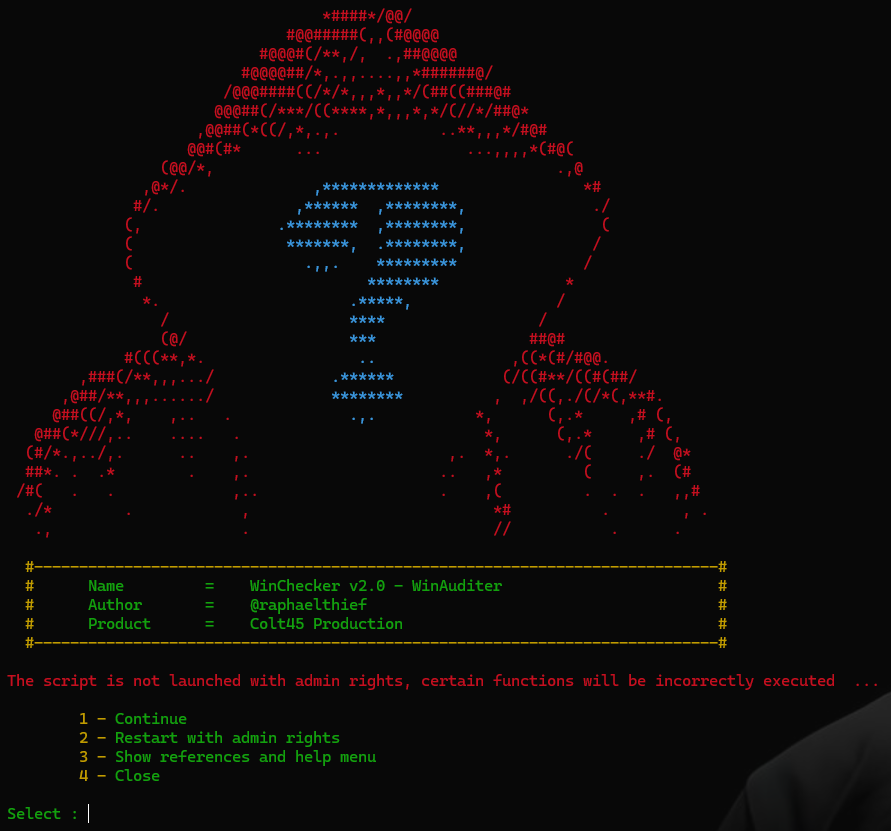 #----------------------------------------------------------------------------#
# Name = WinChecker v2.0 - WinAuditer #
# Author = @raphaelthief #
# Product = Colt45 Production #
#----------------------------------------------------------------------------#
The script is not launched with admin rights, certain functions will be incorrectly executed ...
1 - Continue
2 - Restart with admin rights
3 - Show references and help menu
4 - Close
Select :